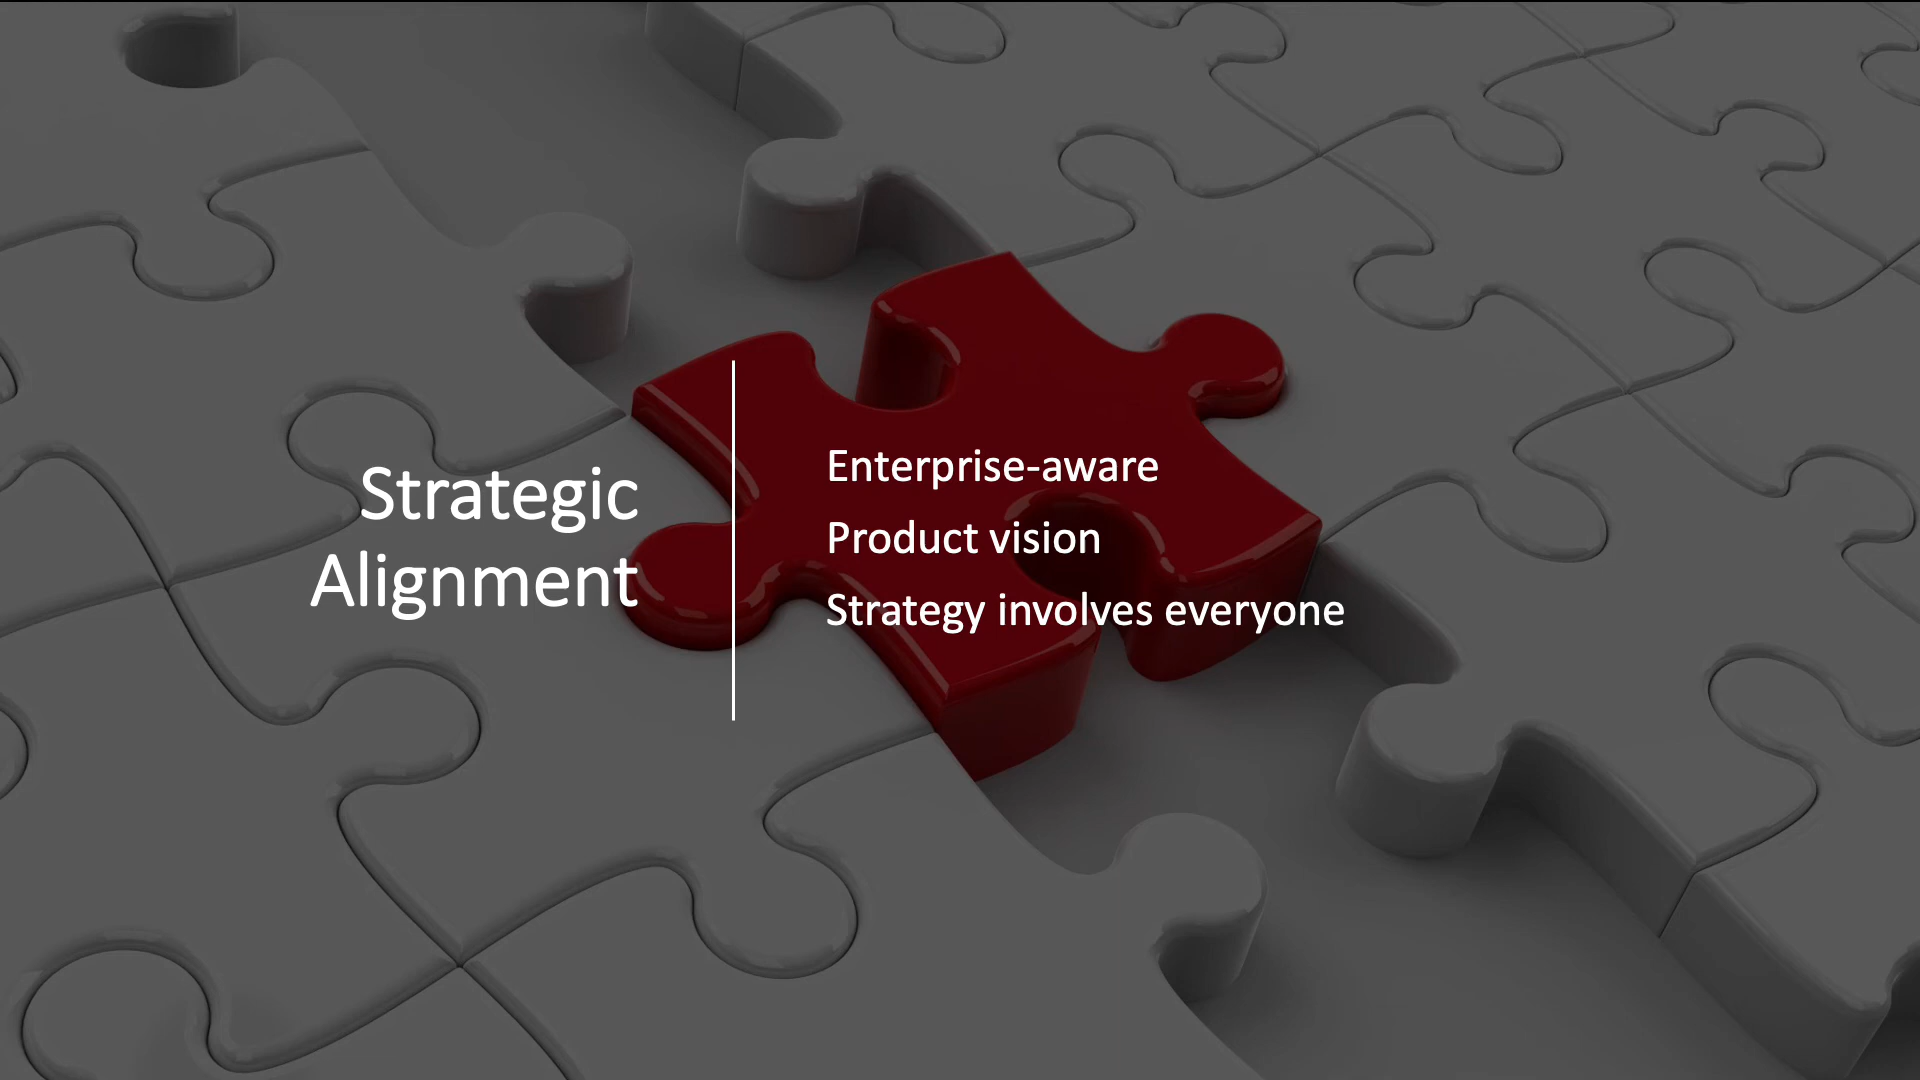 Strategic
Alignment
Enterprise-aware
Product vision
Strategy involves everyone